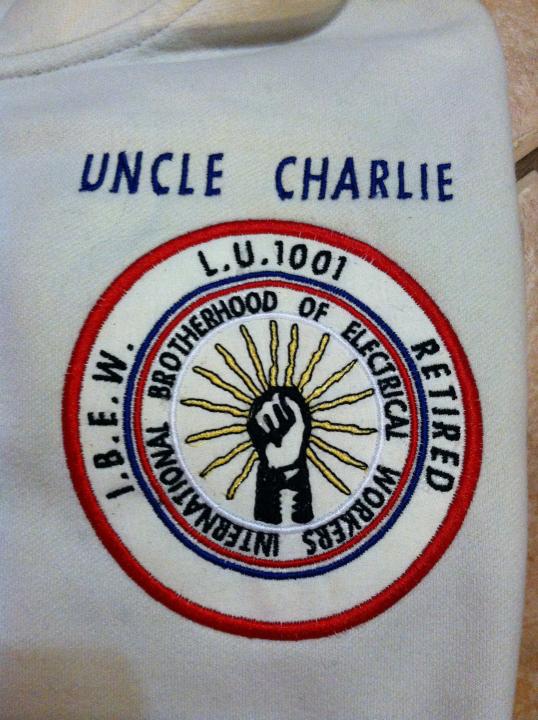 UNCLE CHARLIE
I.B.E.W.
L.U.1001
RETIRED
INTERNATIONAL BROTHERHOOD OF ELECTRICAL WORKERS